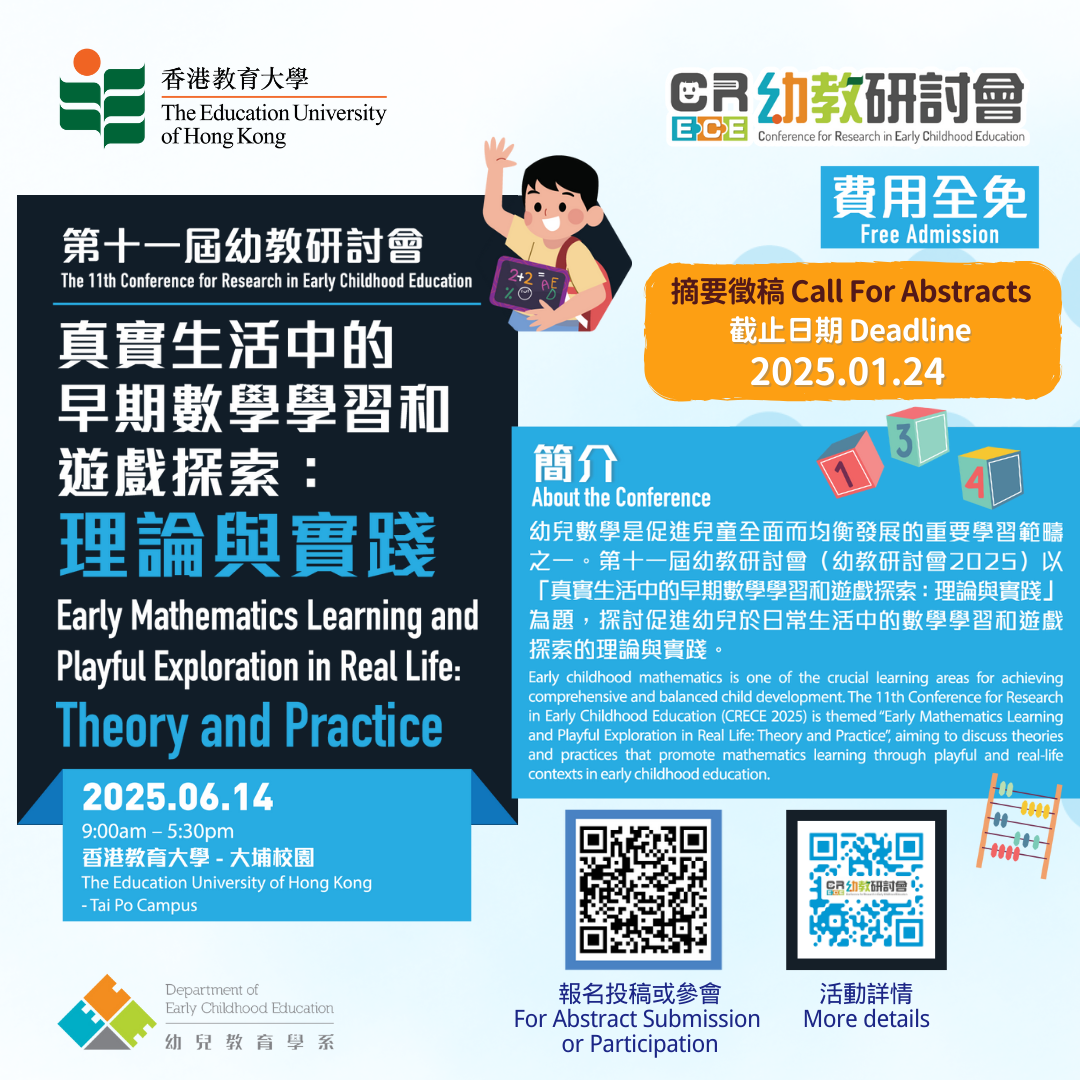 香港教育大學
The Education University
of Hong Kong
CR 幼教研討會
ECE Conference for Research in Early Childhood Education
費用全免
Free Admission
第十一屆幼教研討會
The 11th Conference for Research in Early Childhood Education
2+2=
%
AE
D
真實生活中的
早期數學學習和
遊戲探索：
理論與實踐
Early Mathematics Learning and
Playful Exploration in Real Life:
Theory and Practice
2025.06.14
9:00am – 5:30pm
香港教育大學 - 大埔校園
The Education University of Hong Kong
- Tai Po Campus
摘要徵稿 Call For Abstracts
截止日期 Deadline
2025.01.24
1
3
4
簡介
About the Conference
幼兒數學是促進兒童全面而均衡發展的重要學習範疇
之一。第十一屆幼教研討會（幼教研討會2025）以
「真實生活中的早期數學學習和遊戲探索：理論與實踐」
為題，探討促進幼兒於日常生活中的數學學習和遊戲
探索的理論與實踐。
Early childhood mathematics is one of the crucial learning areas for achieving
comprehensive and balanced child development. The 11th Conference for Research
in Early Childhood Education (CRECE 2025) is themed “Early Mathematics Learning
and Playful Exploration in Real Life: Theory and Practice”, aiming to discuss theories
and practices that promote mathematics learning through playful and real-life
contexts in early childhood education.
CR 幼教研討會
ECE
報名投稿或參會
For Abstract Submission
or Participation
活動詳情
More details
Department of
Early Childhood Education
幼兒教育學系